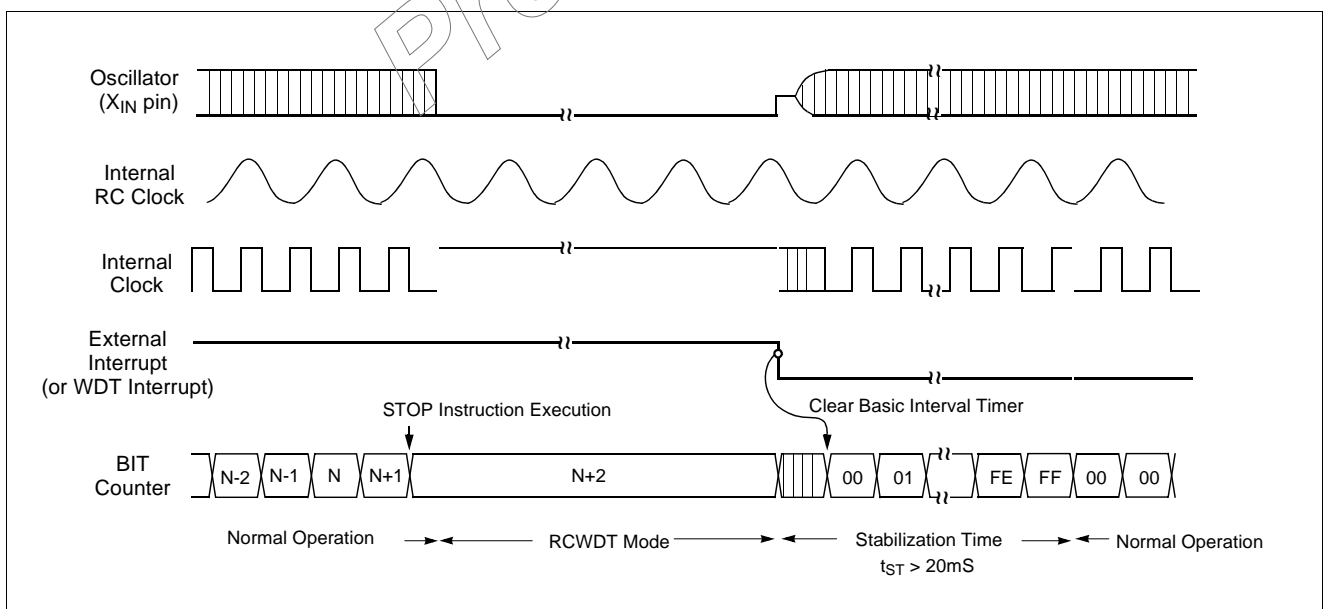 Oscillator
(XIN pin)
Internal
RC Clock
Internal
Clock
External
Interrupt
(or WDT Interrupt)
STOP Instruction Execution
Clear Basic Interval Timer
BIT
Counter
N-2 N-1 N N+1 N+2 00 01 FE FF 00 00
Normal Operation RCWDT Mode Stabilization Time Normal Operation
tST > 20mS